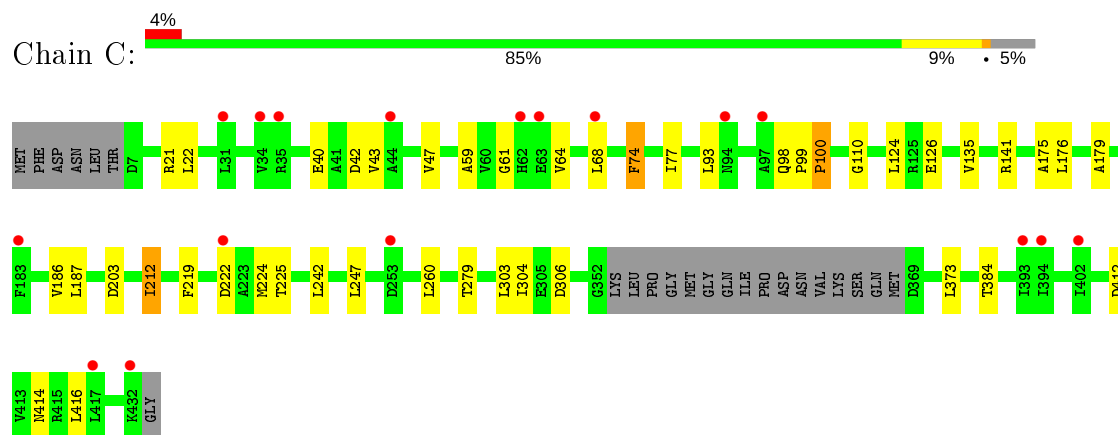 4%
Chain C:
85% 9% • 5%
MET PHE ASP ASN LEU THR D7 R21 L22 L31 V34 R35 E40 A41 D42 V43 A44 V47 A59 V60 G61 H62 E63 V64 L68 F74 I77 L93 N94 A97 Q98 P99 P100 G110 L124 R125 E126 V135 R141 A175 L176 A179
F183 V186 L187 D203 I212 F219 D222 A223 M224 T225 L242 L247 D253 L260 T279 L303 I304 E305 D306 G352 LYS LEU PRO GLY MET GLY GLN ILE PRO ASP ASN VAL LYS SER GLN MET D369 L373 T384 I393 I394 I402
V413 N414 R415 L416 L417 K432 GLY